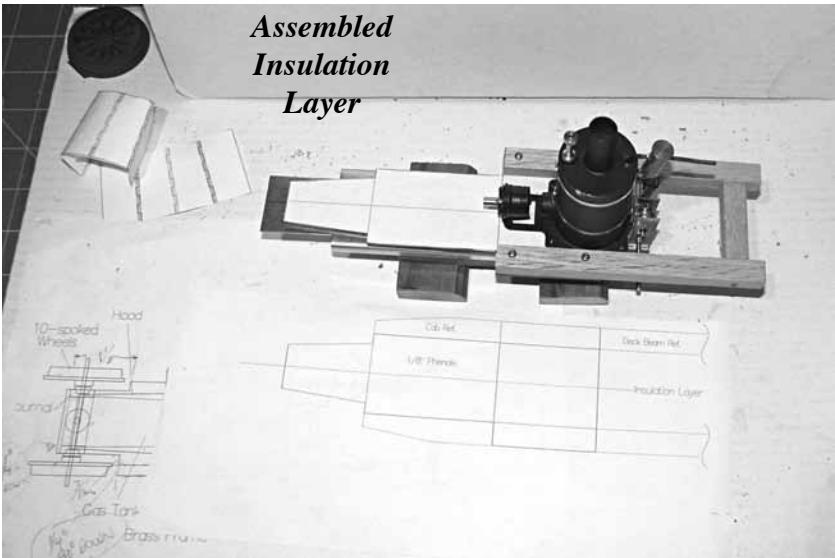 Assembled
Insulation
Layer
Hood
10-spoked
Wheels
Cab Ref.
Deck Beam Ref.
1/8" Phenolic
Insulation Layer
Gas Tank
Brass